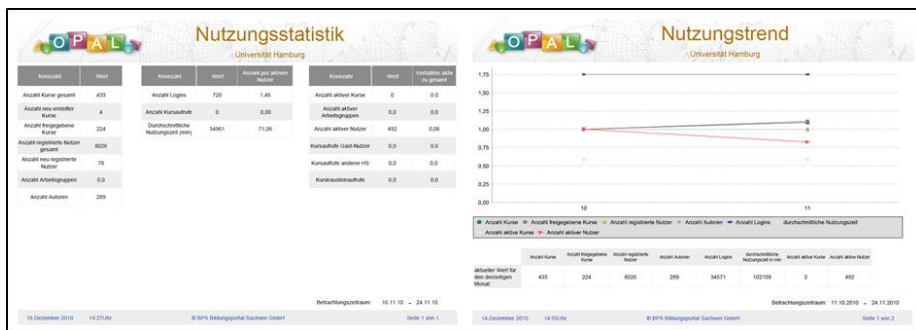 OPAL
Nutzungsstatistik
Universität Hamburg
Kennzahl Wert
Anzahl Kurse gesamt 433
Anzahl neu erstellter Kurse 4
Anzahl freigegebene Kurse 224
Anzahl registrierte Nutzer gesamt 8026
Anzahl neu registrierte Nutzer 78
Anzahl Arbeitsgruppen 0,0
Anzahl Autoren 289
Kennzahl Wert Anzahl pro aktiven Nutzer
Anzahl Logins 720 1,46
Anzahl Kursaufrufe 0 0,00
Durchschnittliche Nutzungszeit (min) 34961 71,06
Kennzahl Wert Verhältnis aktiv zu gesamt
Anzahl aktiver Kurse 0 0.0
Anzahl aktiver Arbeitsgruppen 0,0 0,0
Anzahl aktiver Nutzer 492 0,06
Kursaufrufe Gast-Nutzer 0,0 0,0
Kursaufrufe anderer HS 0,0 0,0
Kursbausteinaufrufe 0,0 0,0
Betrachtungszeitraum: 16.11.10 - 24.11.10
16 Dezember 2010 14:27Uhr © BPS Bildungsportal Sachsen GmbH Seite 1 von 1
OPAL
Nutzungstrend
Universität Hamburg
1,75
1,50
1,25
1,00
0,75
0,50
0,25
0,00
10 11
Anzahl Kurse Anzahl freigegebene Kurse Anzahl registrierte Nutzer Anzahl Autoren Anzahl Logins durchschnittliche Nutzungszeit
Anzahl aktive Kurse Anzahl aktiver Nutzer
Anzahl Kurse Anzahl freigegebene Kurse Anzahl registrierte Nutzer Anzahl Autoren Anzahl Logins durchschnittliche Nutzungszeit in min Anzahl aktive Kurse Anzahl aktive Nutzer
aktueller Wert für den derzeitigen Monat: 433 224 8026 289 34571 102109 0 492
Betrachtungszeitraum: 11.10.2010 - 24.11.2010
14 Dezember 2010 14:55Uhr © BPS Bildungsportal Sachsen GmbH Seite 1 von 2